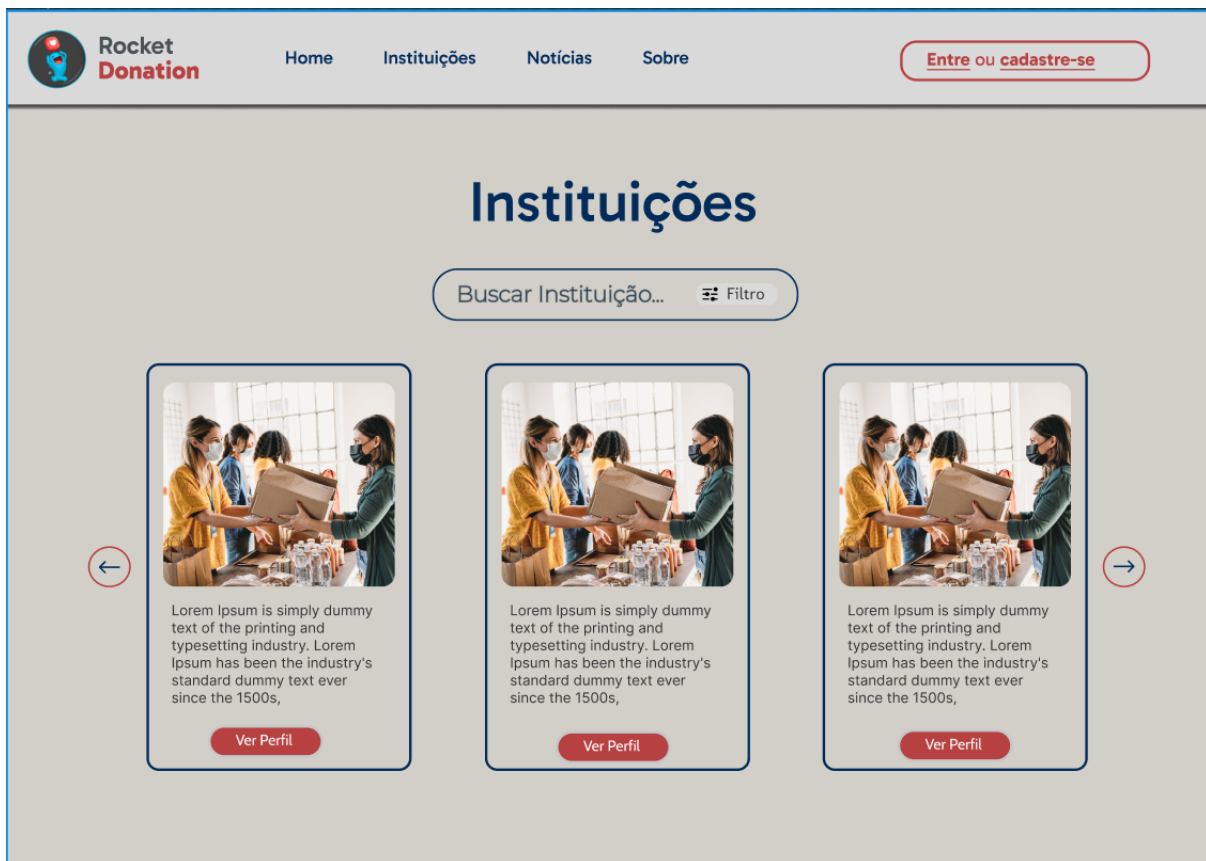 Rocket
Donation
Home
Instituições
Notícias
Sobre
Entre ou cadastre-se
Instituições
Buscar Instituição...
Filtro
Lorem Ipsum is simply dummy
text of the printing and
typesetting industry. Lorem
Ipsum has been the industry's
standard dummy text ever
since the 1500s,
Ver Perfil
Lorem Ipsum is simply dummy
text of the printing and
typesetting industry. Lorem
Ipsum has been the industry's
standard dummy text ever
since the 1500s,
Ver Perfil
Lorem Ipsum is simply dummy
text of the printing and
typesetting industry. Lorem
Ipsum has been the industry's
standard dummy text ever
since the 1500s,
Ver Perfil